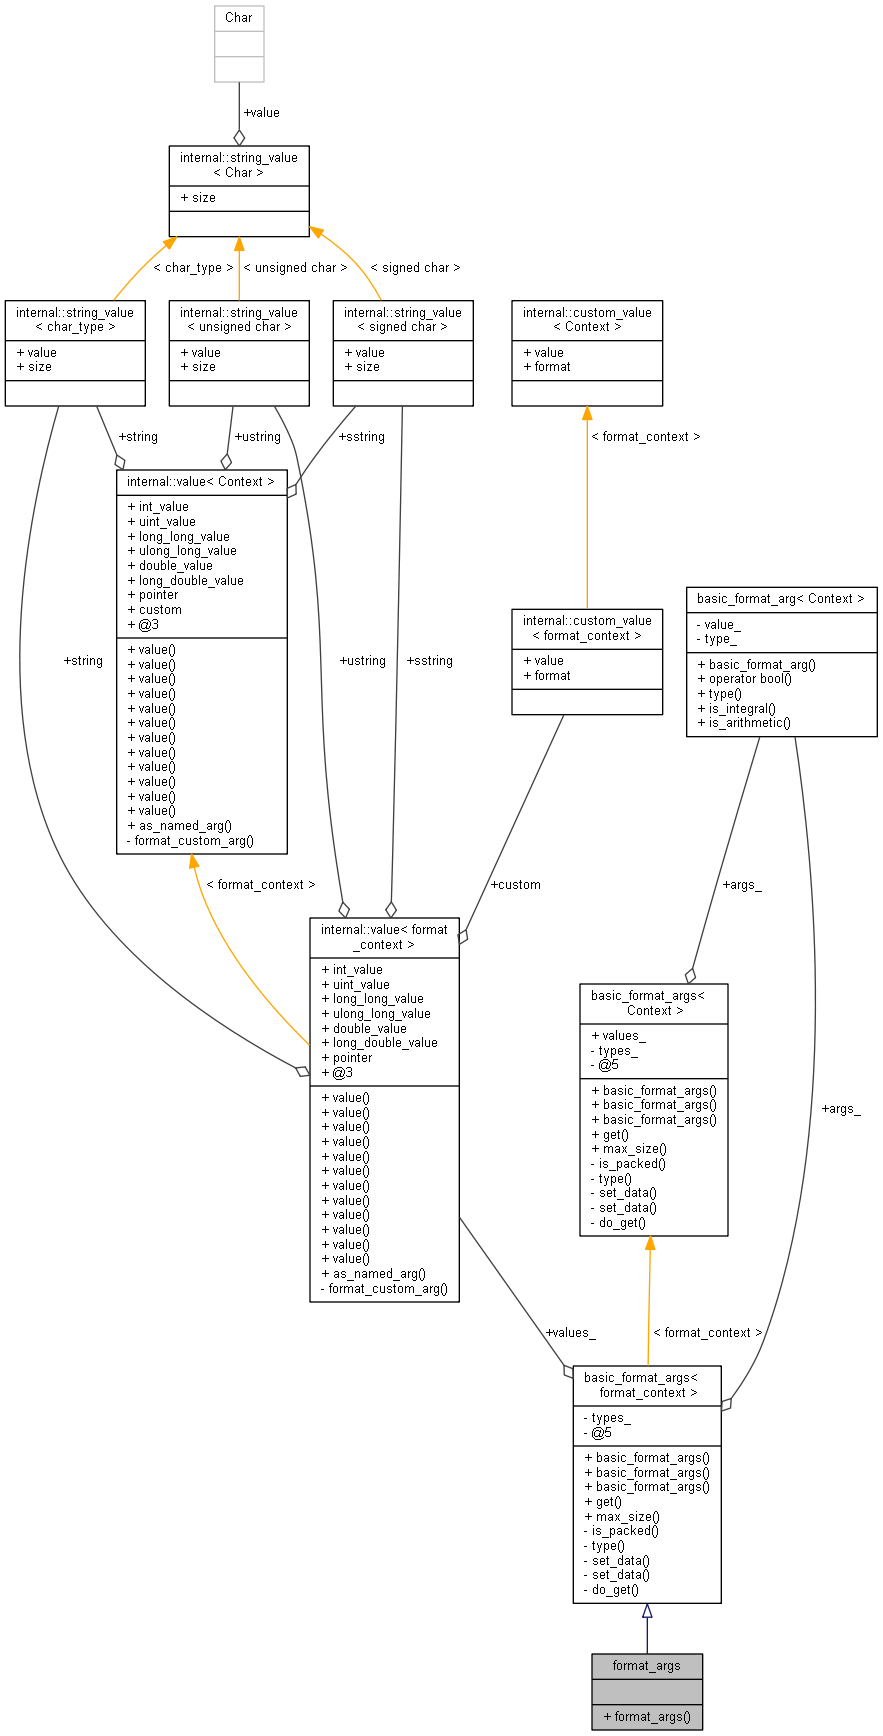 Char
+value
internal::string_value
< Char >
+ size
< char_type >
< unsigned char >
< signed char >
internal::string_value
< char_type >
+ value
+ size
internal::string_value
< unsigned char >
+ value
+ size
internal::string_value
< signed char >
+ value
+ size
internal::custom_value
< Context >
+ value
+ format
+string
+ustring
+sstring
< format_context >
internal::value< Context >
+ int_value
+ uint_value
+ long_long_value
+ ulong_long_value
+ double_value
+ long_double_value
+ pointer
+ custom
+ @3
+ value()
+ value()
+ value()
+ value()
+ value()
+ value()
+ value()
+ value()
+ value()
+ value()
+ value()
+ value()
+ as_named_arg()
- format_custom_arg()
internal::custom_value
< format_context >
+ value
+ format
basic_format_arg< Context >
- value_
- type_
+ basic_format_arg()
+ operator bool()
+ type()
+ is_integral()
+ is_arithmetic()
+string
+ustring
+sstring
< format_context >
+custom
+args_
internal::value< format
_context >
+ int_value
+ uint_value
+ long_long_value
+ ulong_long_value
+ double_value
+ long_double_value
+ pointer
+ @3
+ value()
+ value()
+ value()
+ value()
+ value()
+ value()
+ value()
+ value()
+ value()
+ value()
+ value()
+ value()
+ as_named_arg()
- format_custom_arg()
basic_format_args<
Context >
+ values_
- types_
- @5
+ basic_format_args()
+ basic_format_args()
+ basic_format_args()
+ get()
+ max_size()
- is_packed()
- type()
- set_data()
- set_data()
- do_get()
+args_
+values_
< format_context >
basic_format_args<
format_context >
- types_
- @5
+ basic_format_args()
+ basic_format_args()
+ basic_format_args()
+ get()
+ max_size()
- is_packed()
- type()
- set_data()
- set_data()
- do_get()
format_args
+ format_args()